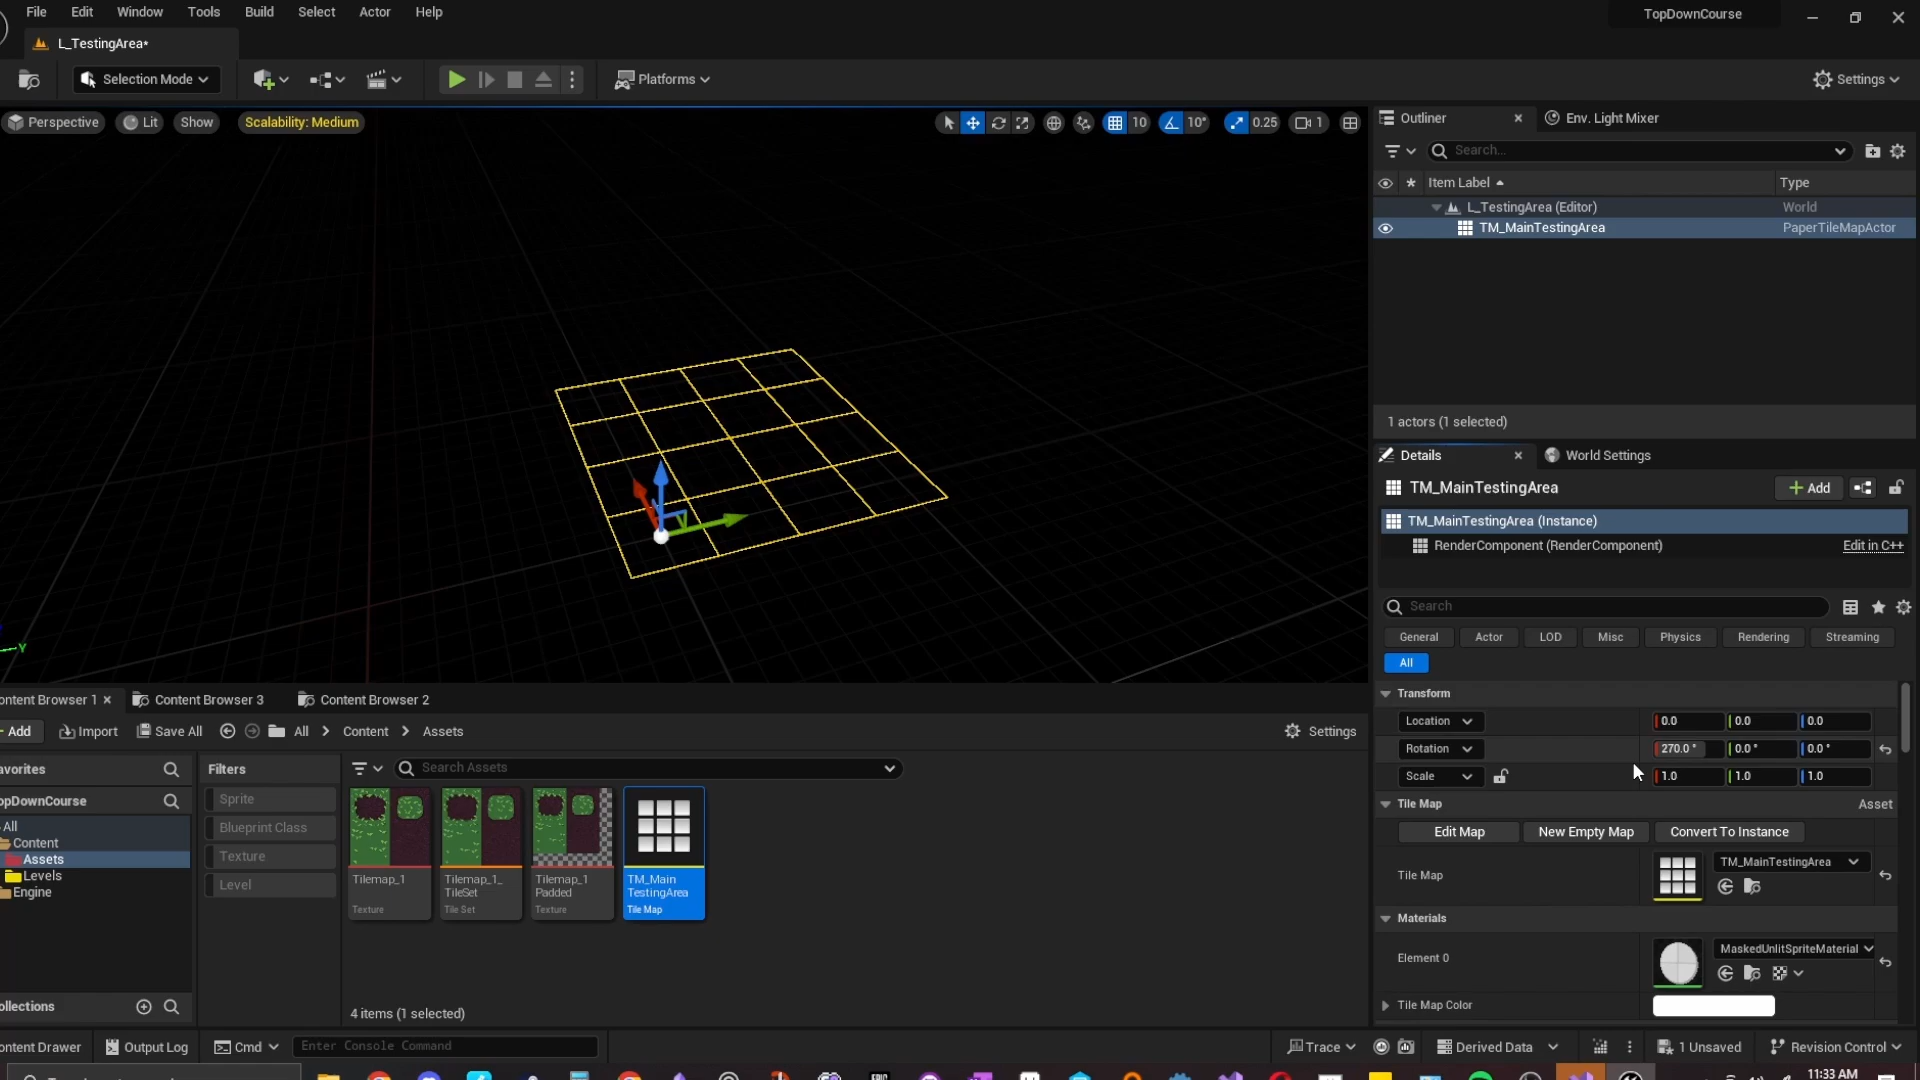 File Edit Window Tools Build Select Actor Help
TopDownCourse
L_TestingArea*
Selection Mode
Platforms
Settings
Perspective Lit Show Scalability: Medium
10 10° 0.25 1
Outliner Env. Light Mixer
Search...
Item Label Type
L_TestingArea (Editor) World
TM_MainTestingArea PaperTileMapActor
1 actors (1 selected)
Details World Settings
TM_MainTestingArea Add
TM_MainTestingArea (Instance)
RenderComponent (RenderComponent) Edit in C++
Search
General Actor LOD Misc Physics Rendering Streaming
All
Transform
Location 0.0 0.0 0.0
Rotation 270.0 ° 0.0 ° 0.0 °
Scale 1.0 1.0 1.0
Tile Map Asset
Edit Map New Empty Map Convert To Instance
Tile Map TM_MainTestingArea
Materials
Element 0 MaskedUnlitSpriteMaterial
Tile Map Color
Y
ontent Browser 1 Content Browser 3 Content Browser 2
Add Import Save All All Content Assets Settings
avorites Filters Search Assets
opDownCourse Sprite
All Blueprint Class
Content Texture
Assets Level
Levels
Engine
Tilemap_1
Texture
Tilemap_1_
TileSet
Tile Set
Tilemap_1
Padded
Texture
TM_Main
TestingArea
Tile Map
ollections
4 items (1 selected)
ontent Drawer Output Log Cmd Enter Console Command Trace Derived Data 1 Unsaved Revision Control
11:33 AM